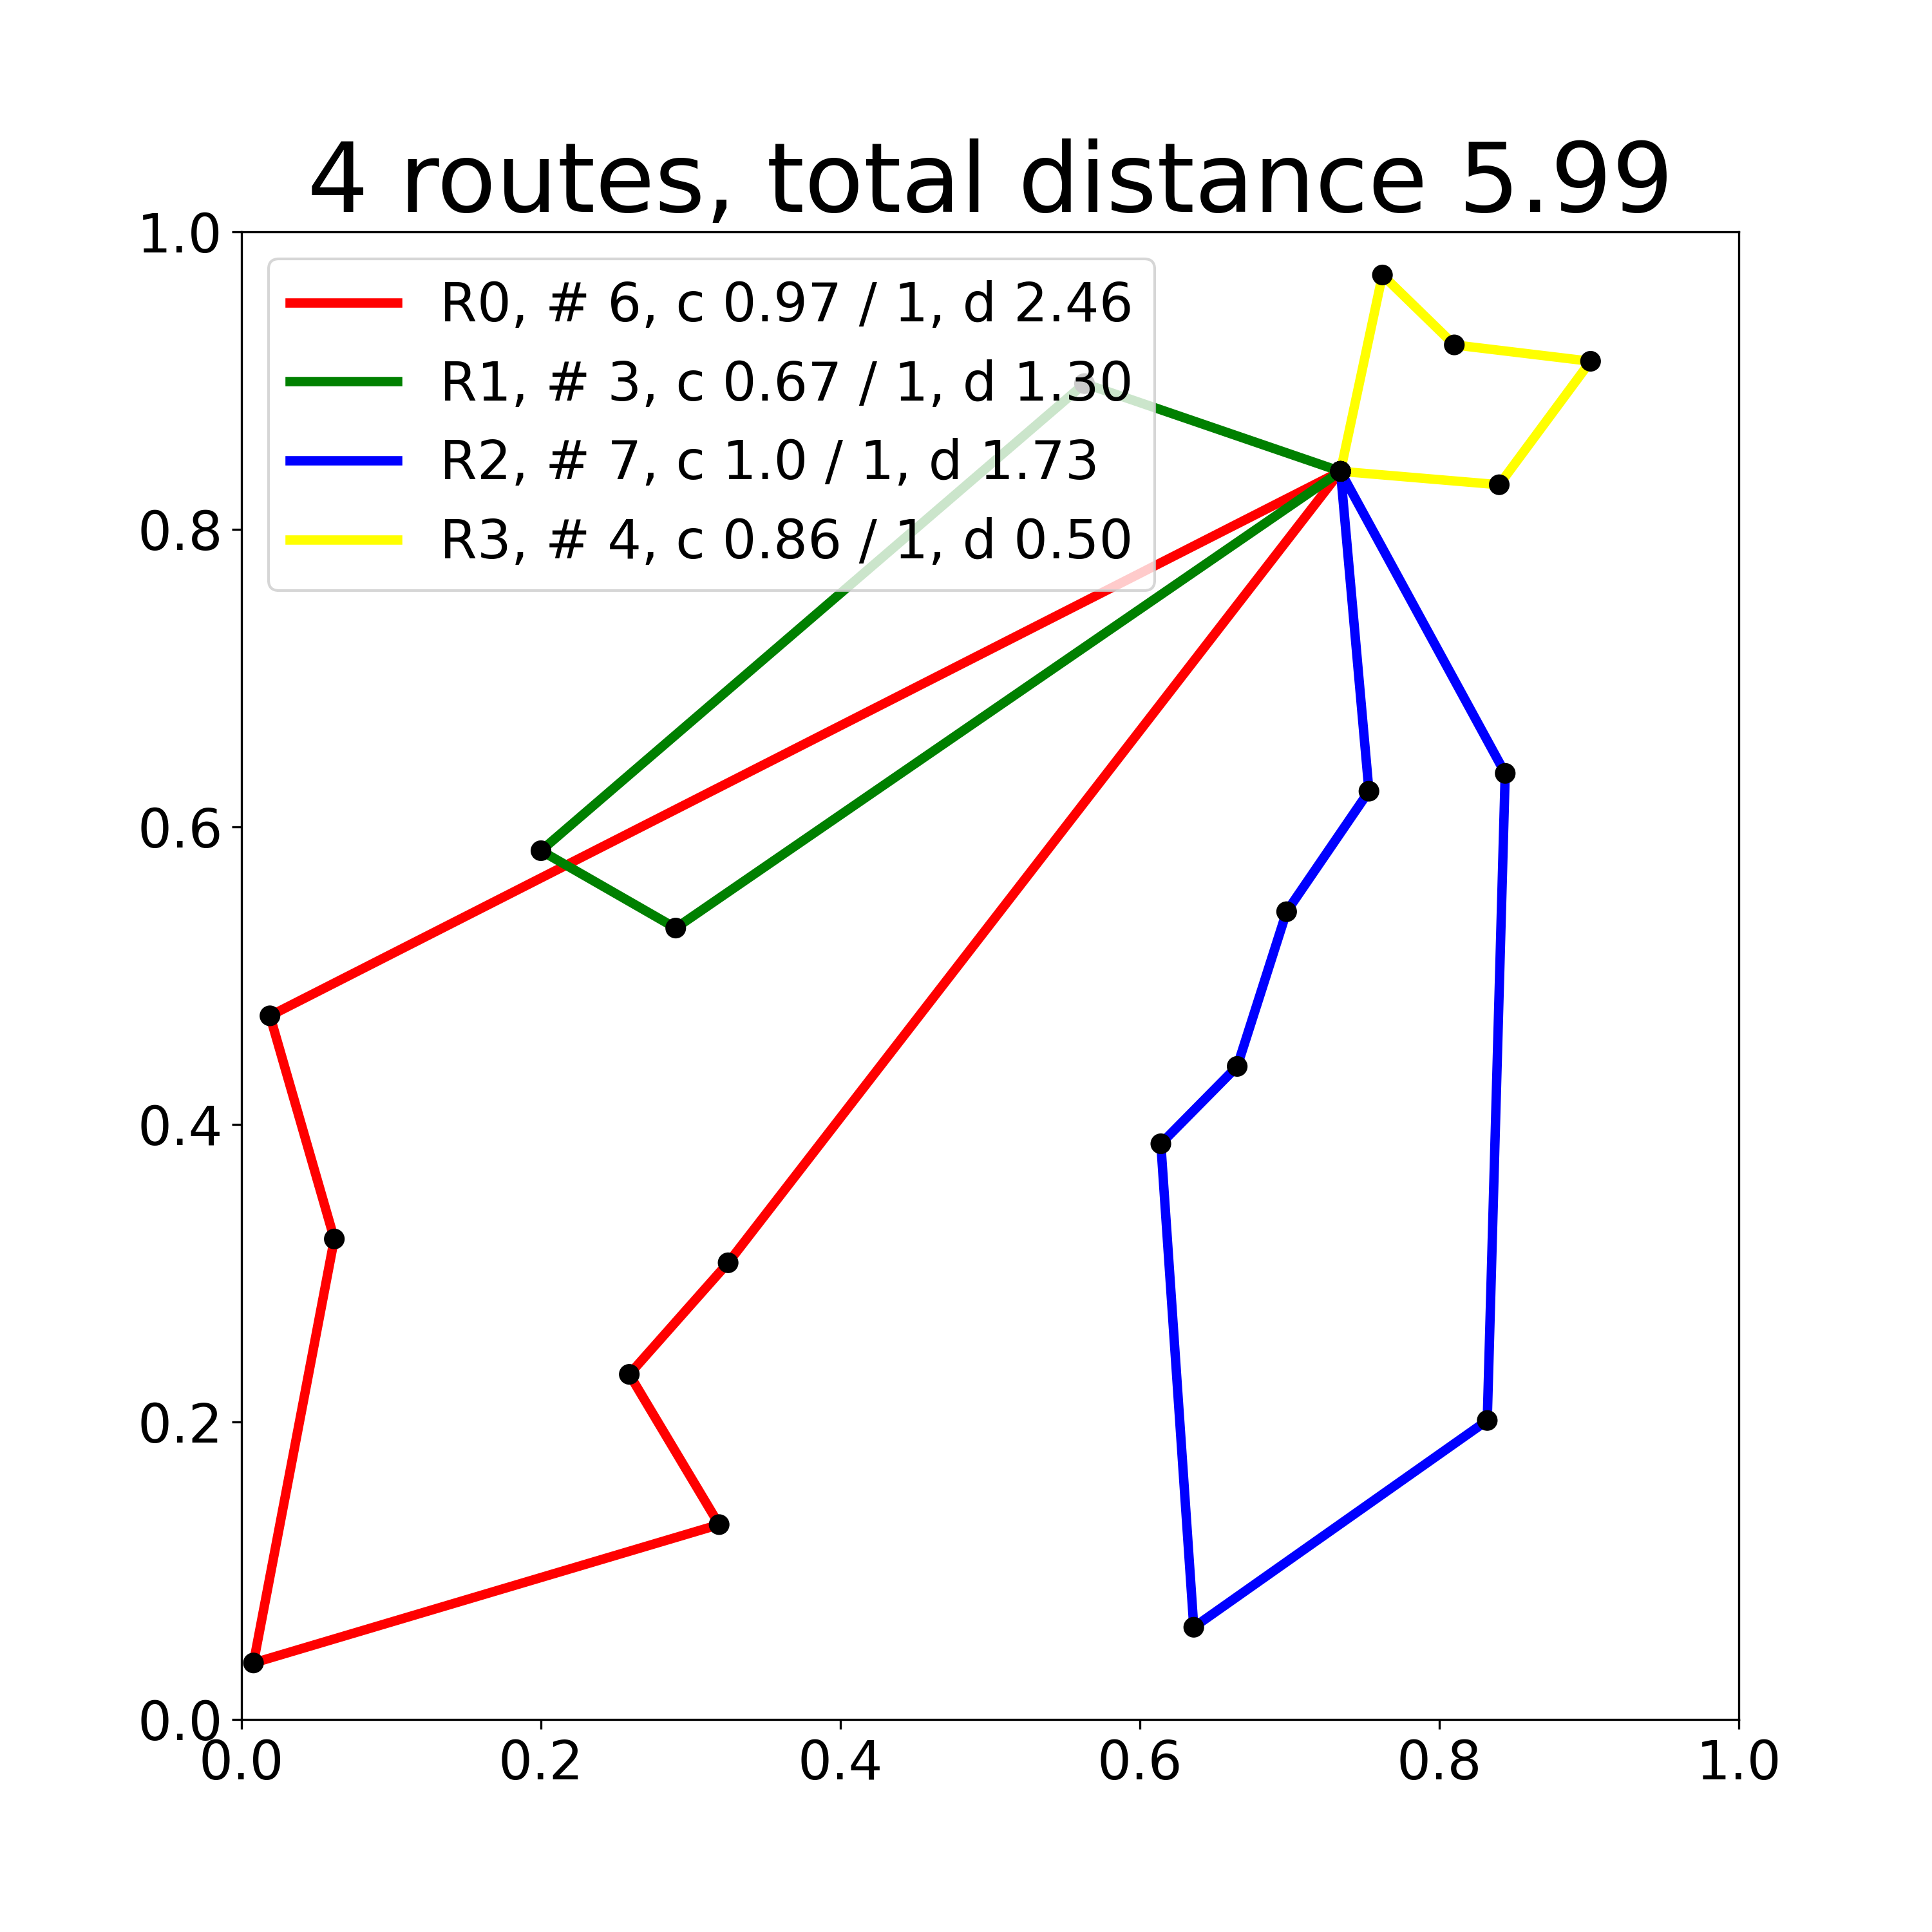 4 routes, total distance 5.99
R0, # 6, c 0.97 / 1, d 2.46
R1, # 3, c 0.67 / 1, d 1.30
R2, # 7, c 1.0 / 1, d 1.73
R3, # 4, c 0.86 / 1, d 0.50
1.0
0.8
0.6
0.4
0.2
0.0
0.0 0.2 0.4 0.6 0.8 1.0